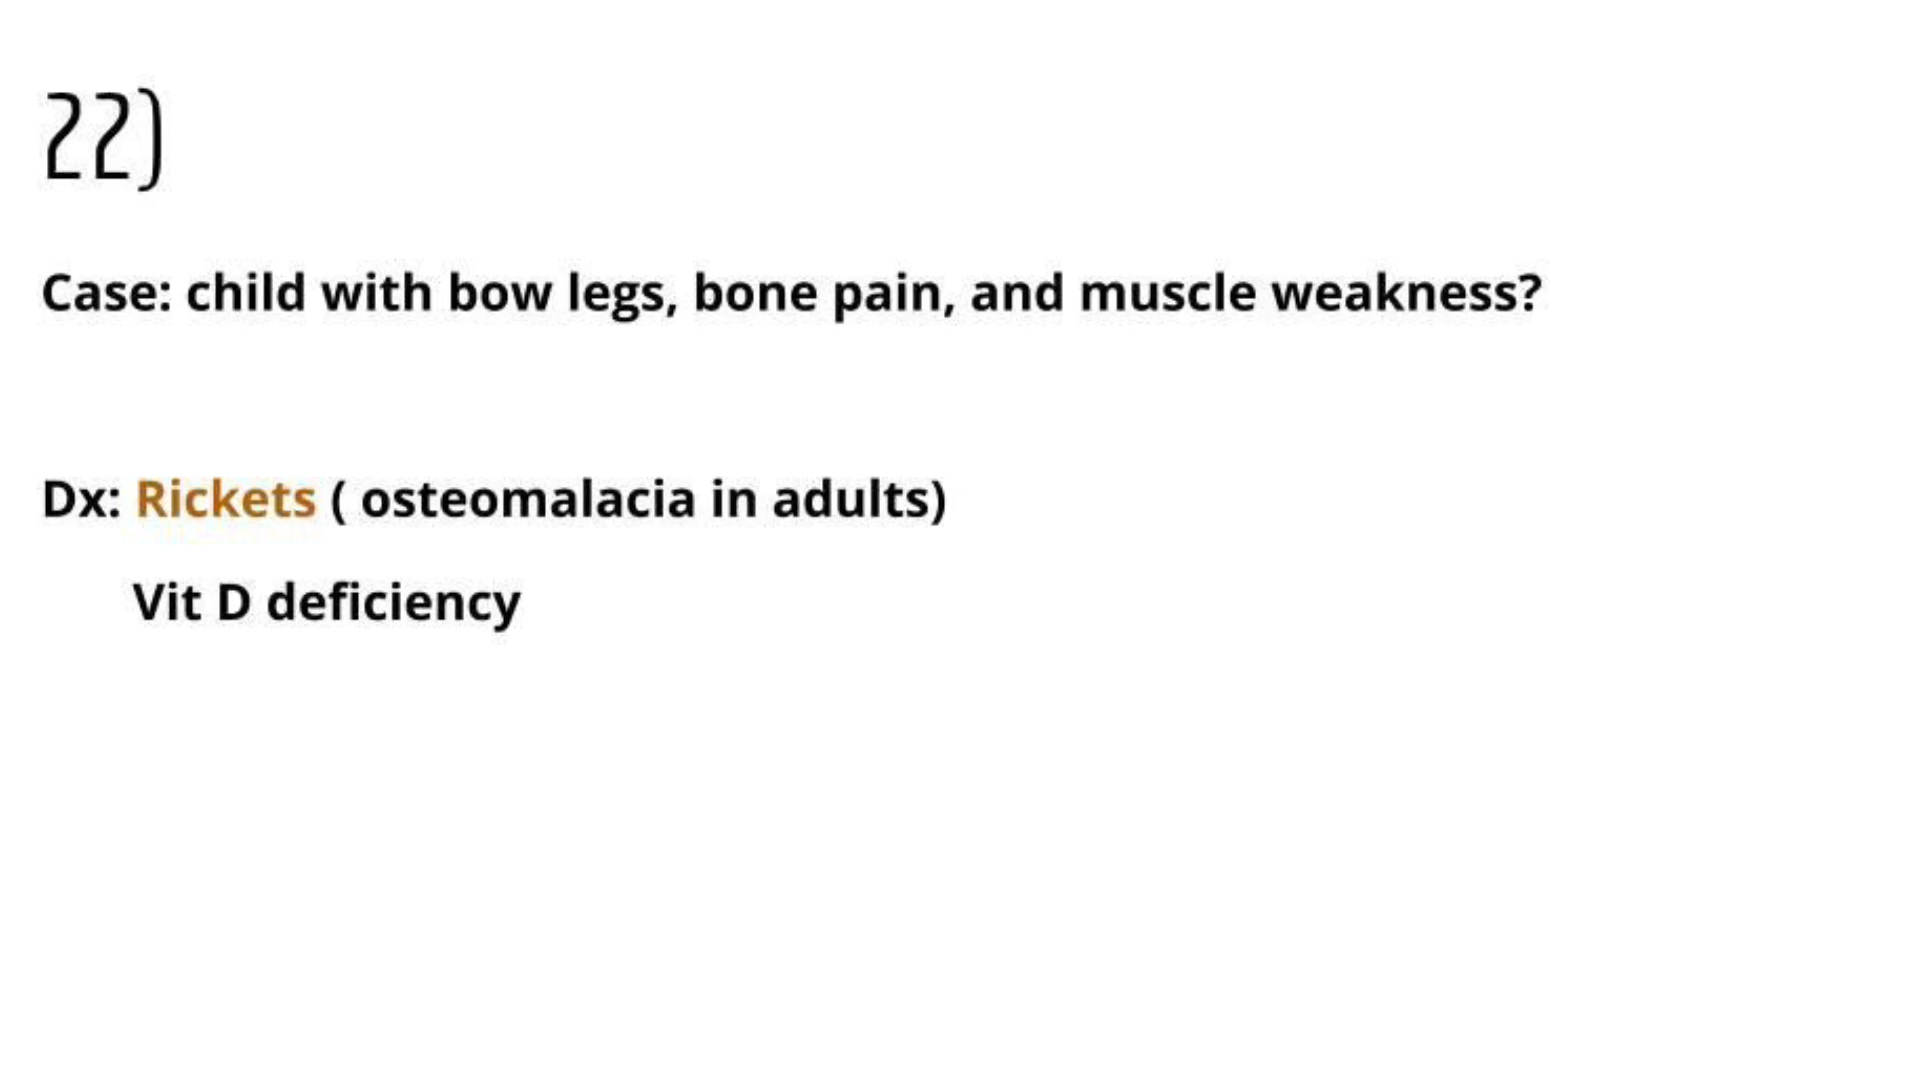 22)
Case: child with bow legs, bone pain, and muscle weakness?
Dx: Rickets ( osteomalacia in adults)
Vit D deficiency